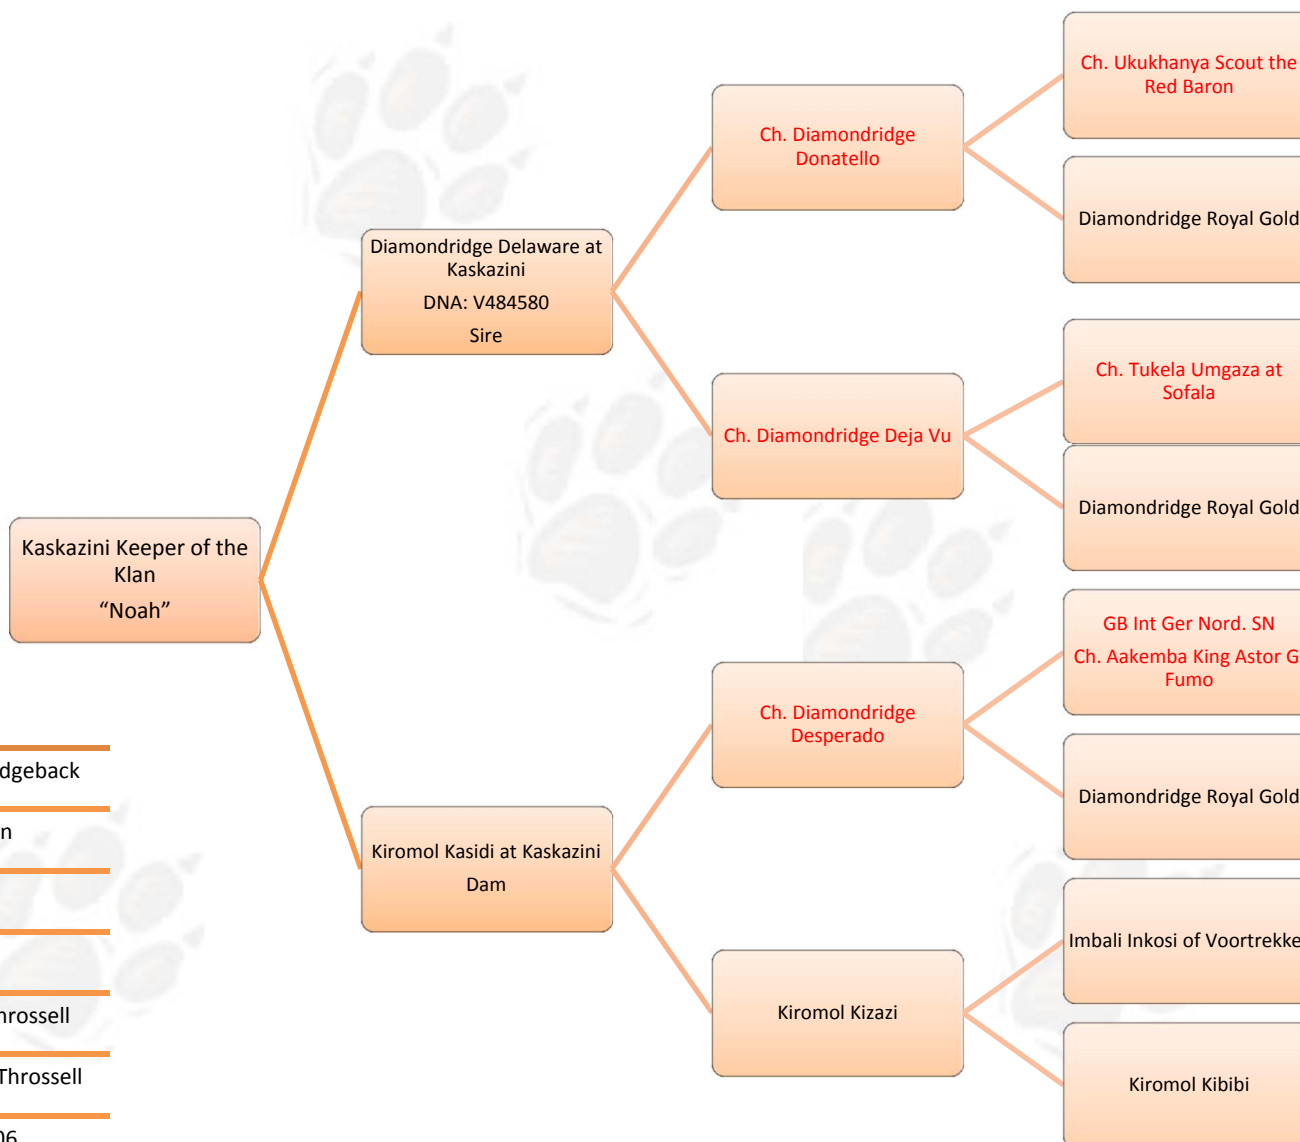 Kaskazini Keeper of the
Klan
“Noah”
Diamondridge Delaware at
Kaskazini
DNA: V484580
Sire
Kiromol Kasidi at Kaskazini
Dam
Ch. Diamondridge
Donatello
Ch. Diamondridge Deja Vu
Ch. Diamondridge
Desperado
Kiromol Kizazi
Ch. Ukukhanya Scout the
Red Baron
Diamondridge Royal Gold
Ch. Tukela Umgaza at
Sofala
Diamondridge Royal Gold
GB Int Ger Nord. SN
Ch. Aakemba King Astor G
Fumo
Diamondridge Royal Gold
Imbali Inkosi of Voortrekke
Kiromol Kibibi
dgeback
n
hrossell
Throssell
06